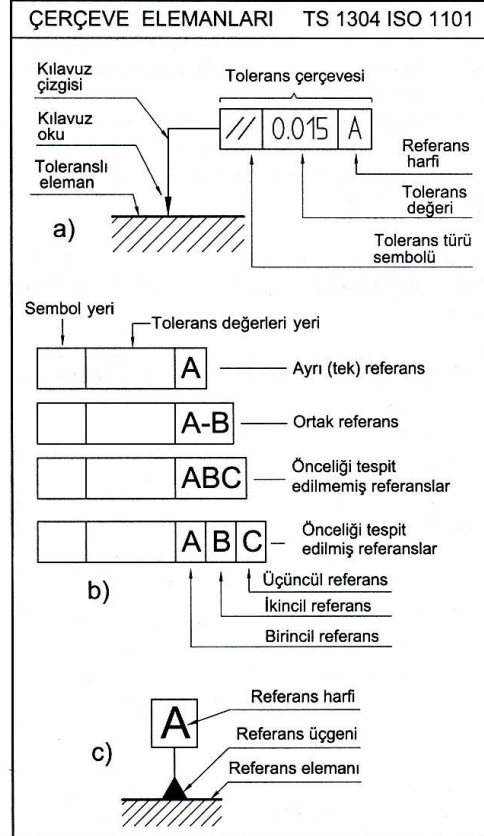 ÇERÇEVE ELEMANLARI TS 1304 ISO 1101
Kılavuz
çizgisi
Tolerans çerçevesi
Kılavuz
oku
// 0.015 A
Toleranslı
eleman
Referans
harfi
Tolerans
değeri
a)
Tolerans türü
sembolü
Sembol yeri
Tolerans değerleri yeri
A
Ayrı (tek) referans
A-B
Ortak referans
ABC
Önceliği tespit
edilmemiş referanslar
A B C
Önceliği tespit
edilmiş referanslar
Üçüncül referans
b)
İkincil referans
Birincil referans
A
Referans harfi
c)
Referans üçgeni
Referans elemanı